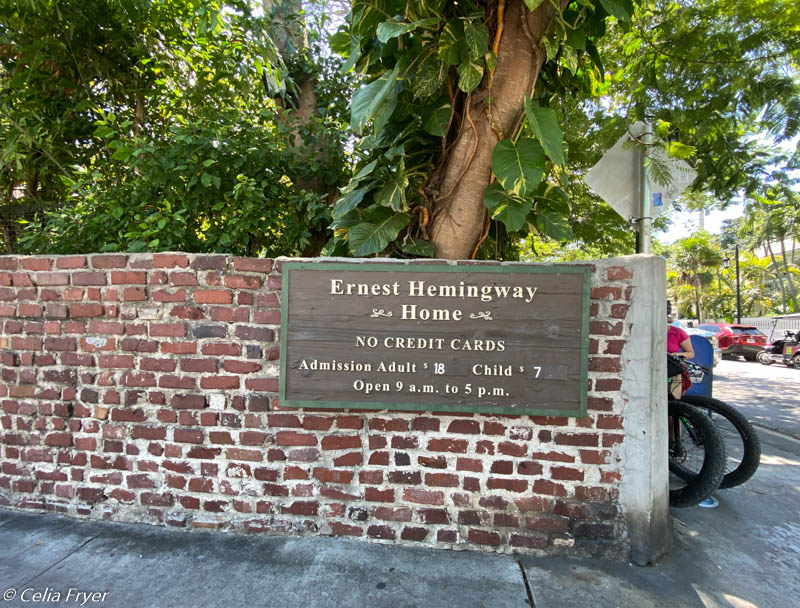 Ernest Hemingway
Home
NO CREDIT CARDS
Admission Adult $ 18 Child $ 7
Open 9 a.m. to 5 p.m.
© Celia Fryer